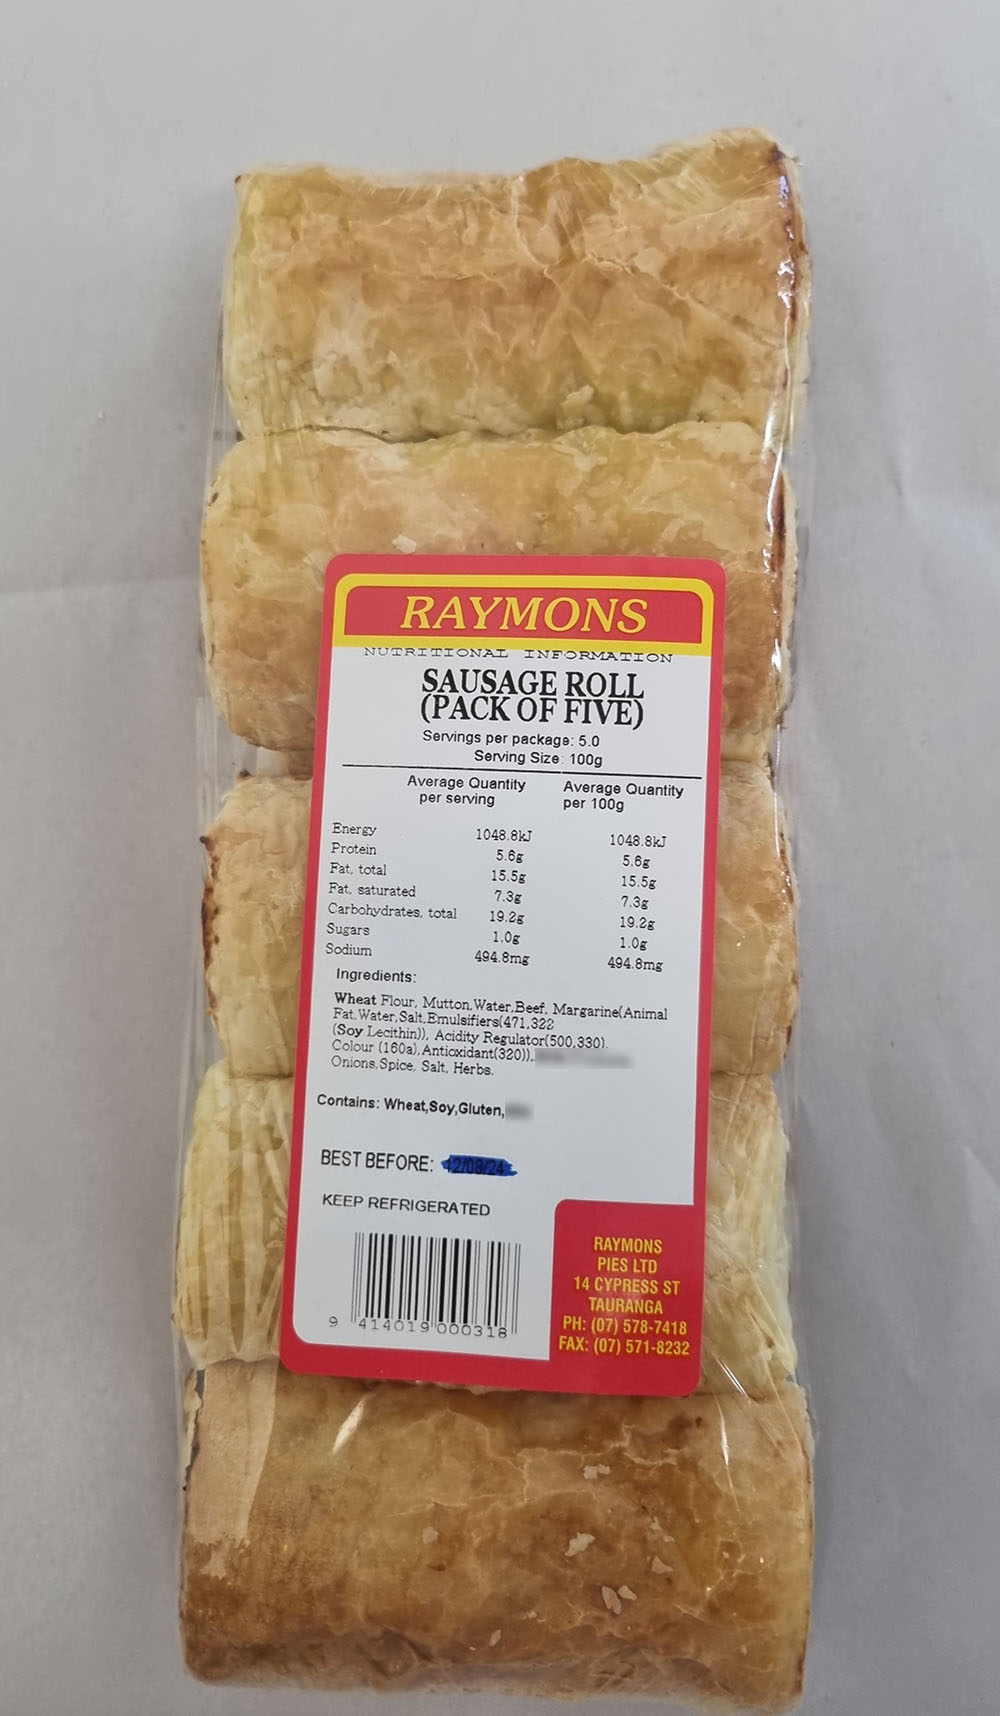 RAYMONS
NUTRITIONAL INFORMATION
SAUSAGE ROLL
(PACK OF FIVE)
Servings per package: 5.0
Serving Size: 100g
Average Quantity per serving Average Quantity per 100g
Energy 1048.8kJ 1048.8kJ
Protein 5.6g 5.6g
Fat, total 15.5g 15.5g
Fat, saturated 7.3g 7.3g
Carbohydrates, total 19.2g 19.2g
Sugars 1.0g 1.0g
Sodium 494.8mg 494.8mg
Ingredients:
Wheat Flour, Mutton,Water,Beef, Margarine(Animal
Fat,Water,Salt,Emulsifiers(471,322
(Soy Lecithin)), Acidity Regulator(500,330),
Colour (160a),Antioxidant(320)),
Onions,Spice, Salt, Herbs.
Contains: Wheat,Soy,Gluten,
BEST BEFORE: 12/08/24
KEEP REFRIGERATED
9 414019 000318
RAYMONS
PIES LTD
14 CYPRESS ST
TAURANGA
PH: (07) 578-7418
FAX: (07) 571-8232